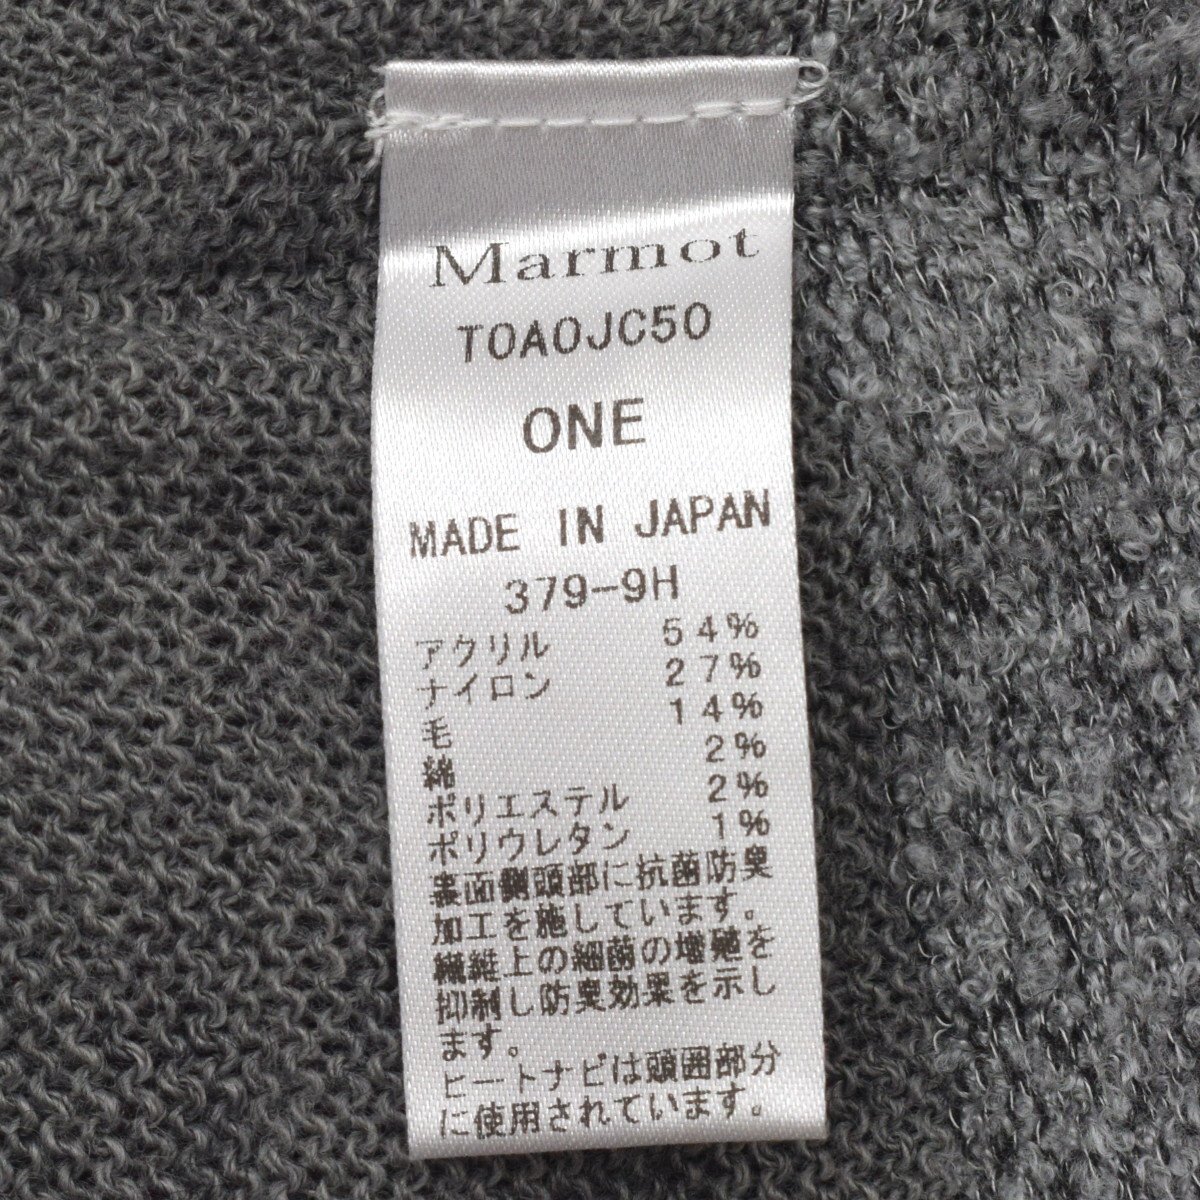 Marmot
TOAOJC50
ONE
MADE IN JAPAN
379-9H
アクリル 54%
ナイロン 27%
毛 14%
綿 2%
ポリエステル 2%
ポリウレタン 1%
表面側頭部に抗菌防臭
加工を施しています。
繊維上の細菌の増殖を
抑制し防臭効果を示し
ます。
ヒートナビは頭囲部分
に使用されています。